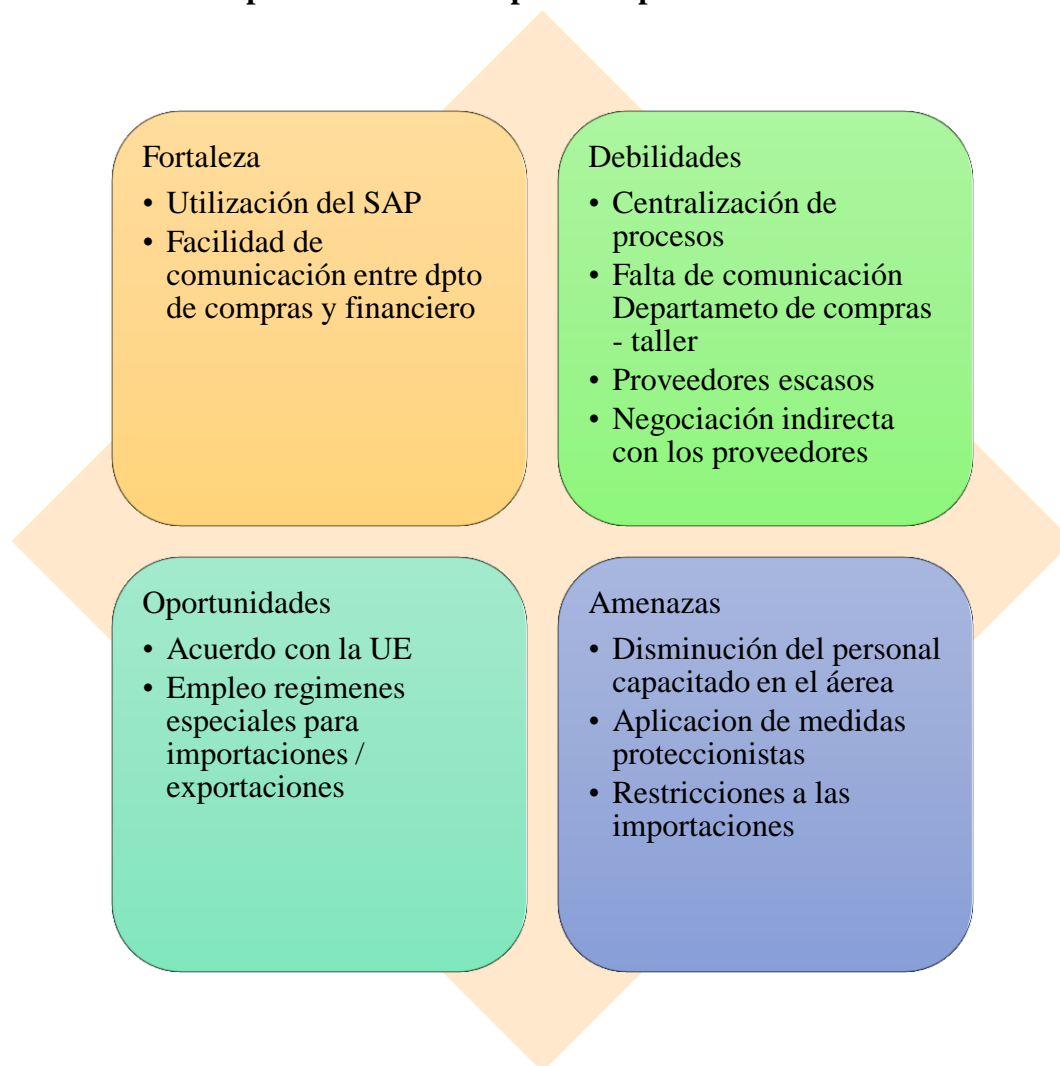 Fortaleza
• Utilización del SAP
• Facilidad de
comunicación entre dpto
de compras y financiero
Debilidades
• Centralización de
procesos
• Falta de comunicación
Departameto de compras
- taller
• Proveedores escasos
• Negociación indirecta
con los proveedores
Oportunidades
• Acuerdo con la UE
• Empleo regimenes
especiales para
importaciones /
exportaciones
Amenazas
• Disminución del personal
capacitado en el áerea
• Aplicacion de medidas
proteccionistas
• Restricciones a las
importaciones